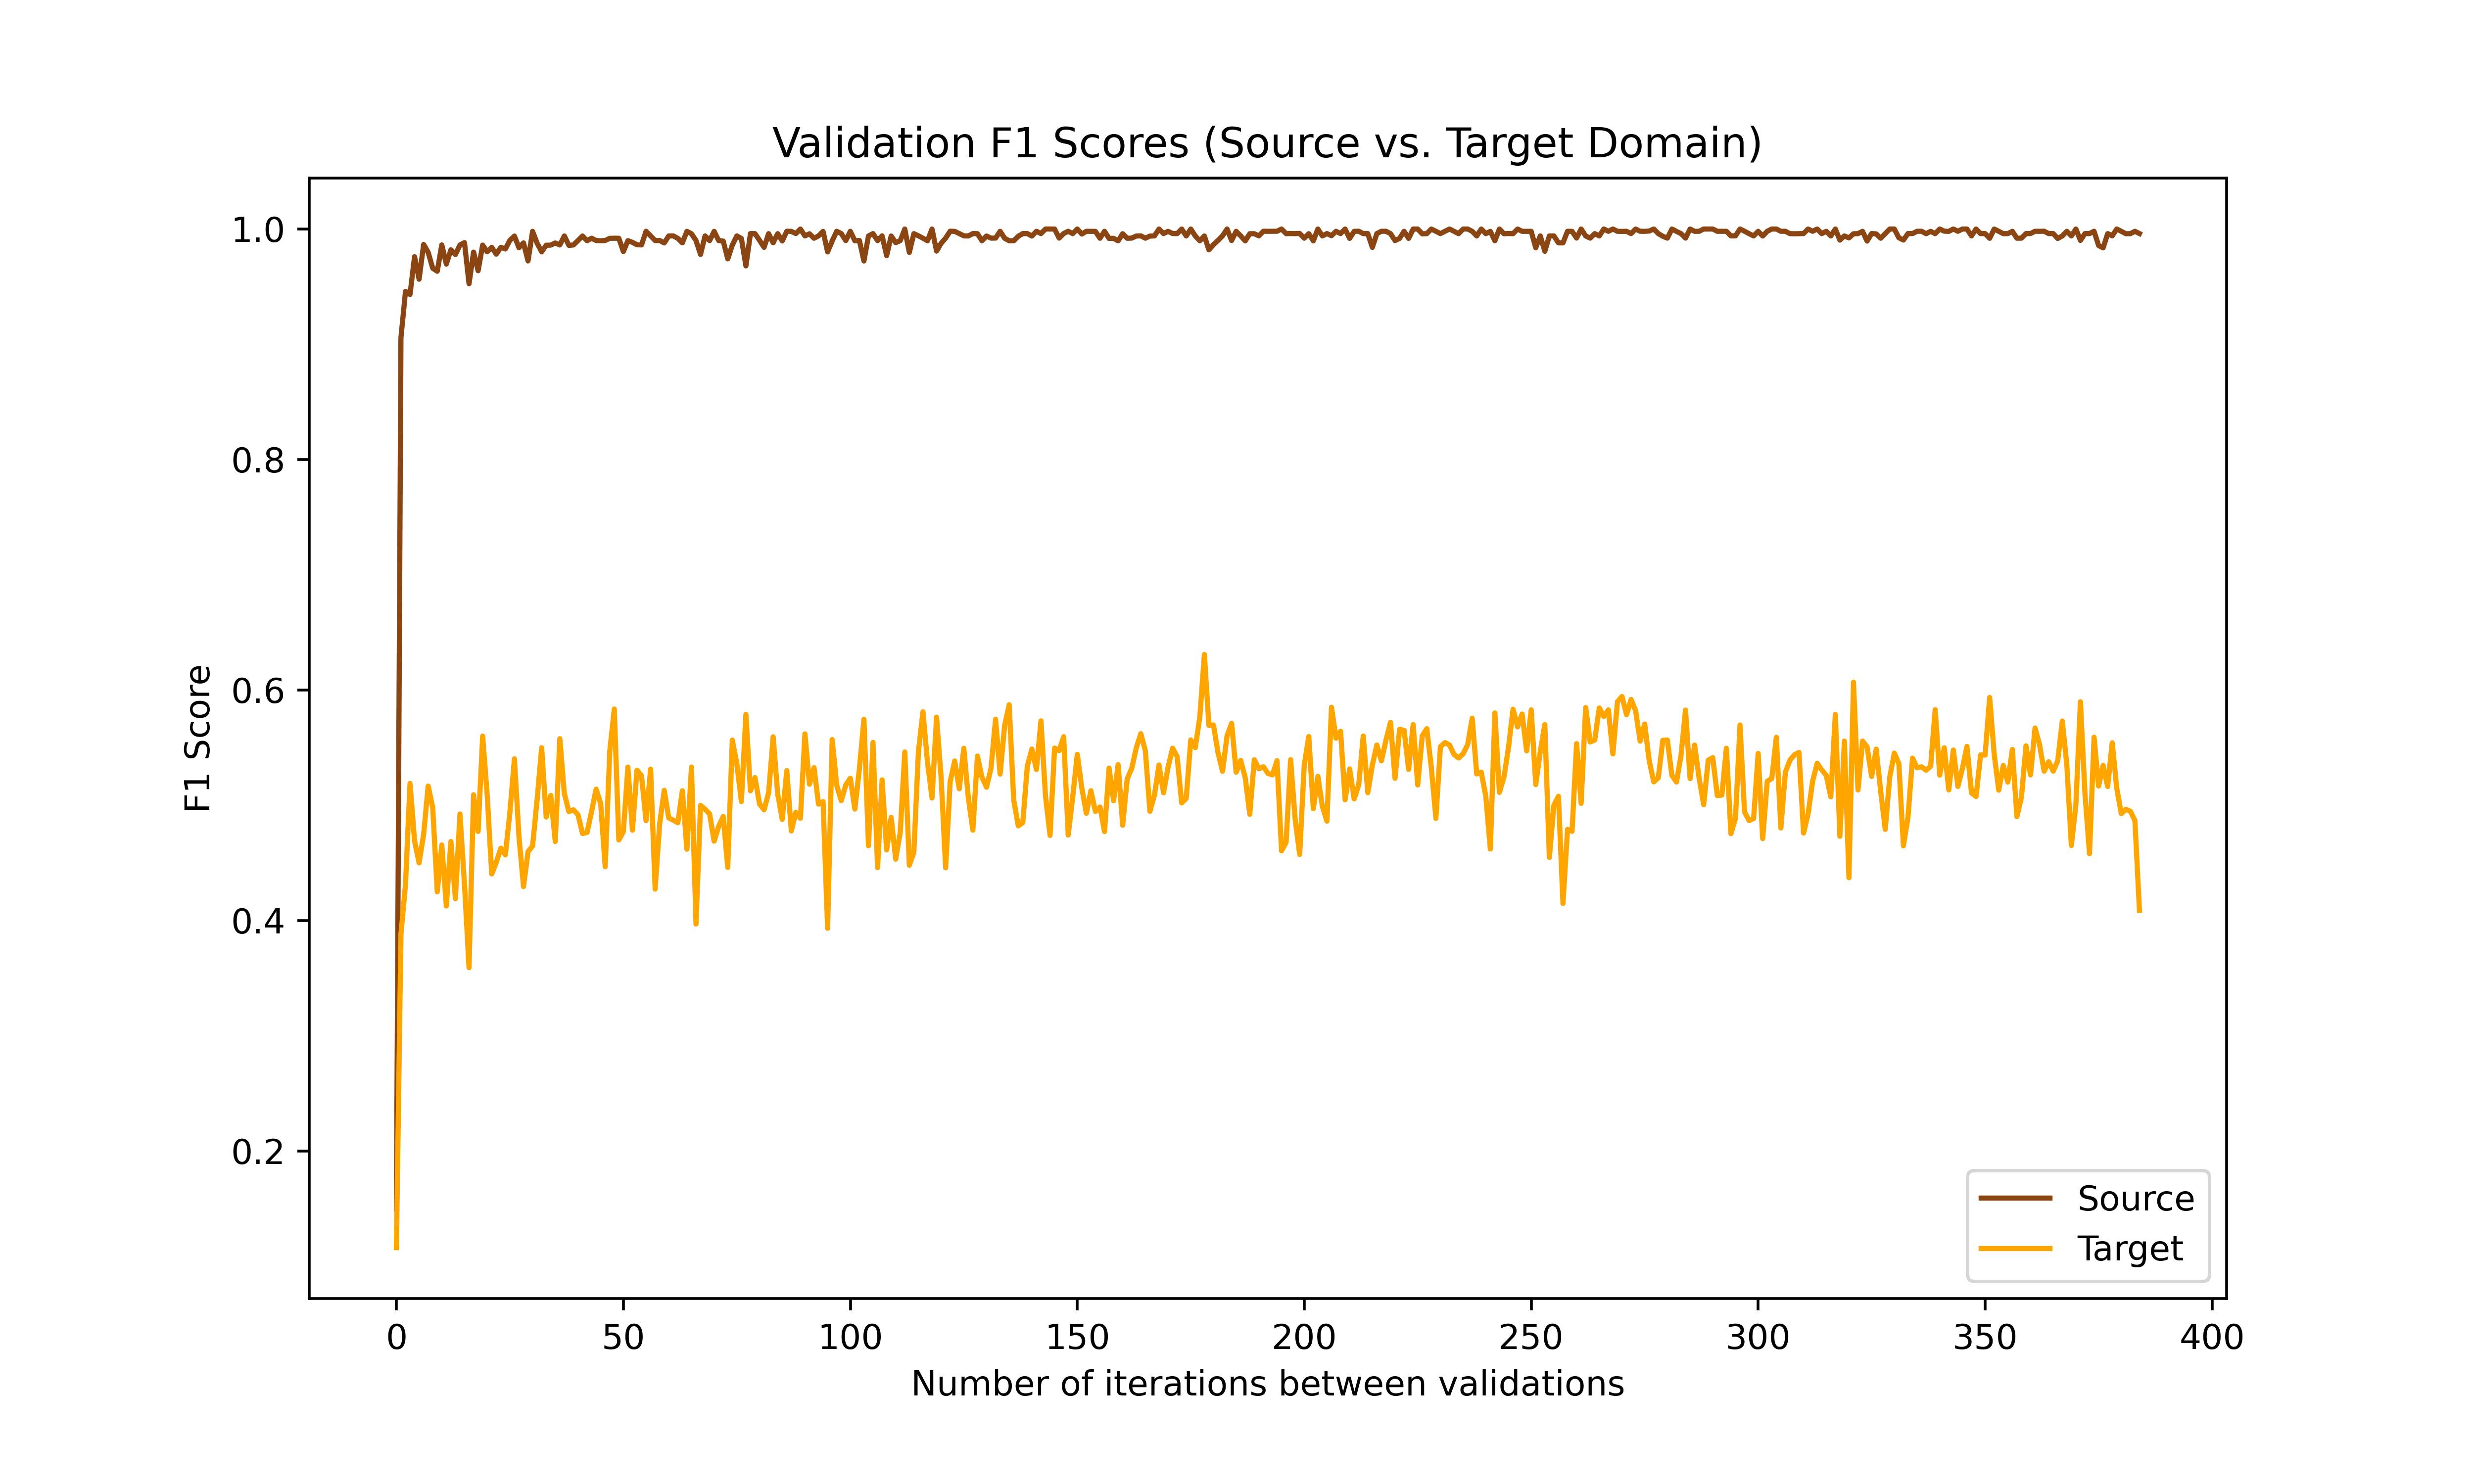 Validation F1 Scores (Source vs. Target Domain)
1.0
0.8
0.6
0.4
0.2
F1 Score
0 50 100 150 200 250 300 350 400
Number of iterations between validations
Source
Target